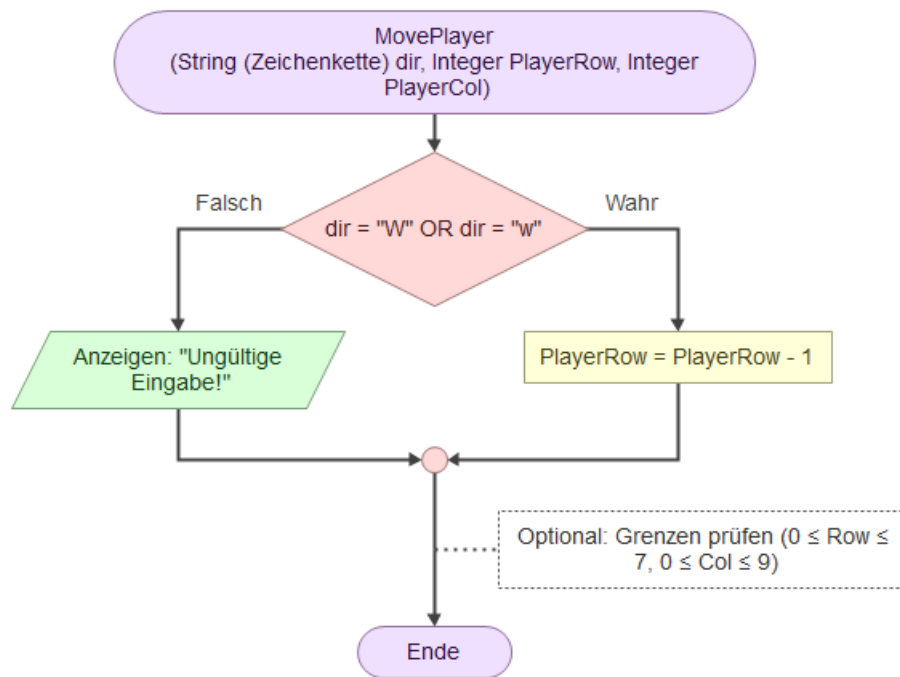 MovePlayer
(String (Zeichenkette) dir, Integer PlayerRow, Integer
PlayerCol)
Falsch
Wahr
dir = "W" OR dir = "w"
Anzeigen: "Ungültige
Eingabe!"
PlayerRow = PlayerRow - 1
Optional: Grenzen prüfen (0 ≤ Row ≤
7, 0 ≤ Col ≤ 9)
Ende